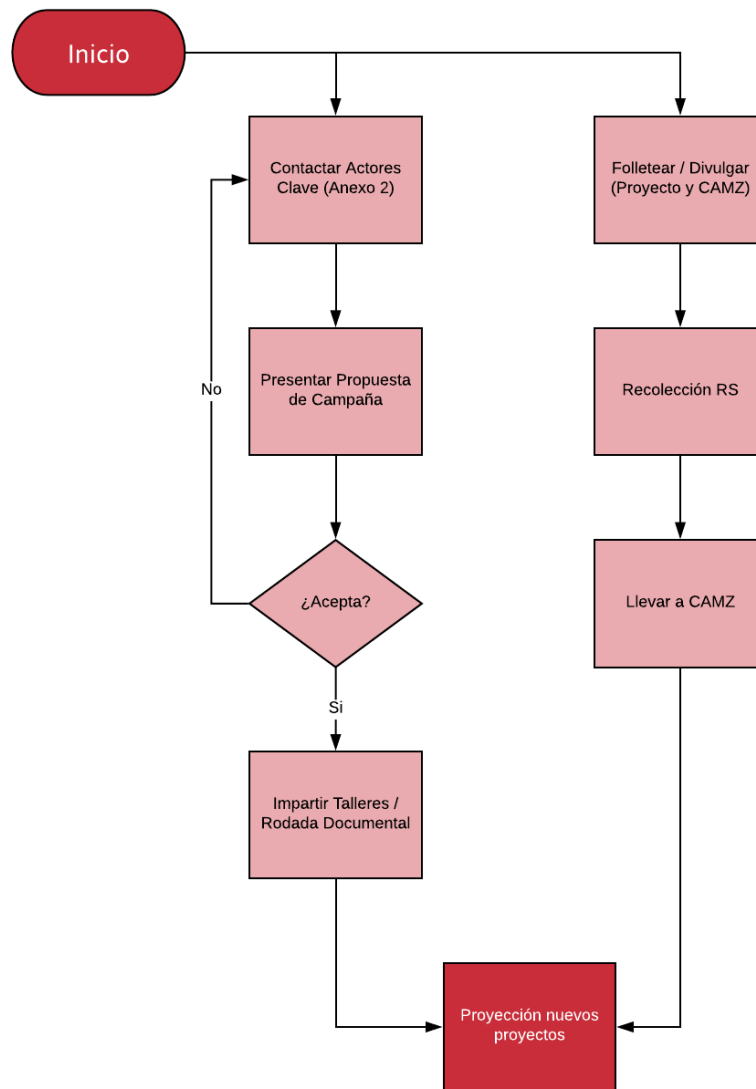 Inicio
Contactar Actores
Clave (Anexo 2)
Folletear / Divulgar
(Proyecto y CAMZ)
Presentar Propuesta
de Campaña
Recolección RS
No
¿Acepta?
Llevar a CAMZ
Si
Impartir Talleres /
Rodada Documental
Proyección nuevos
proyectos